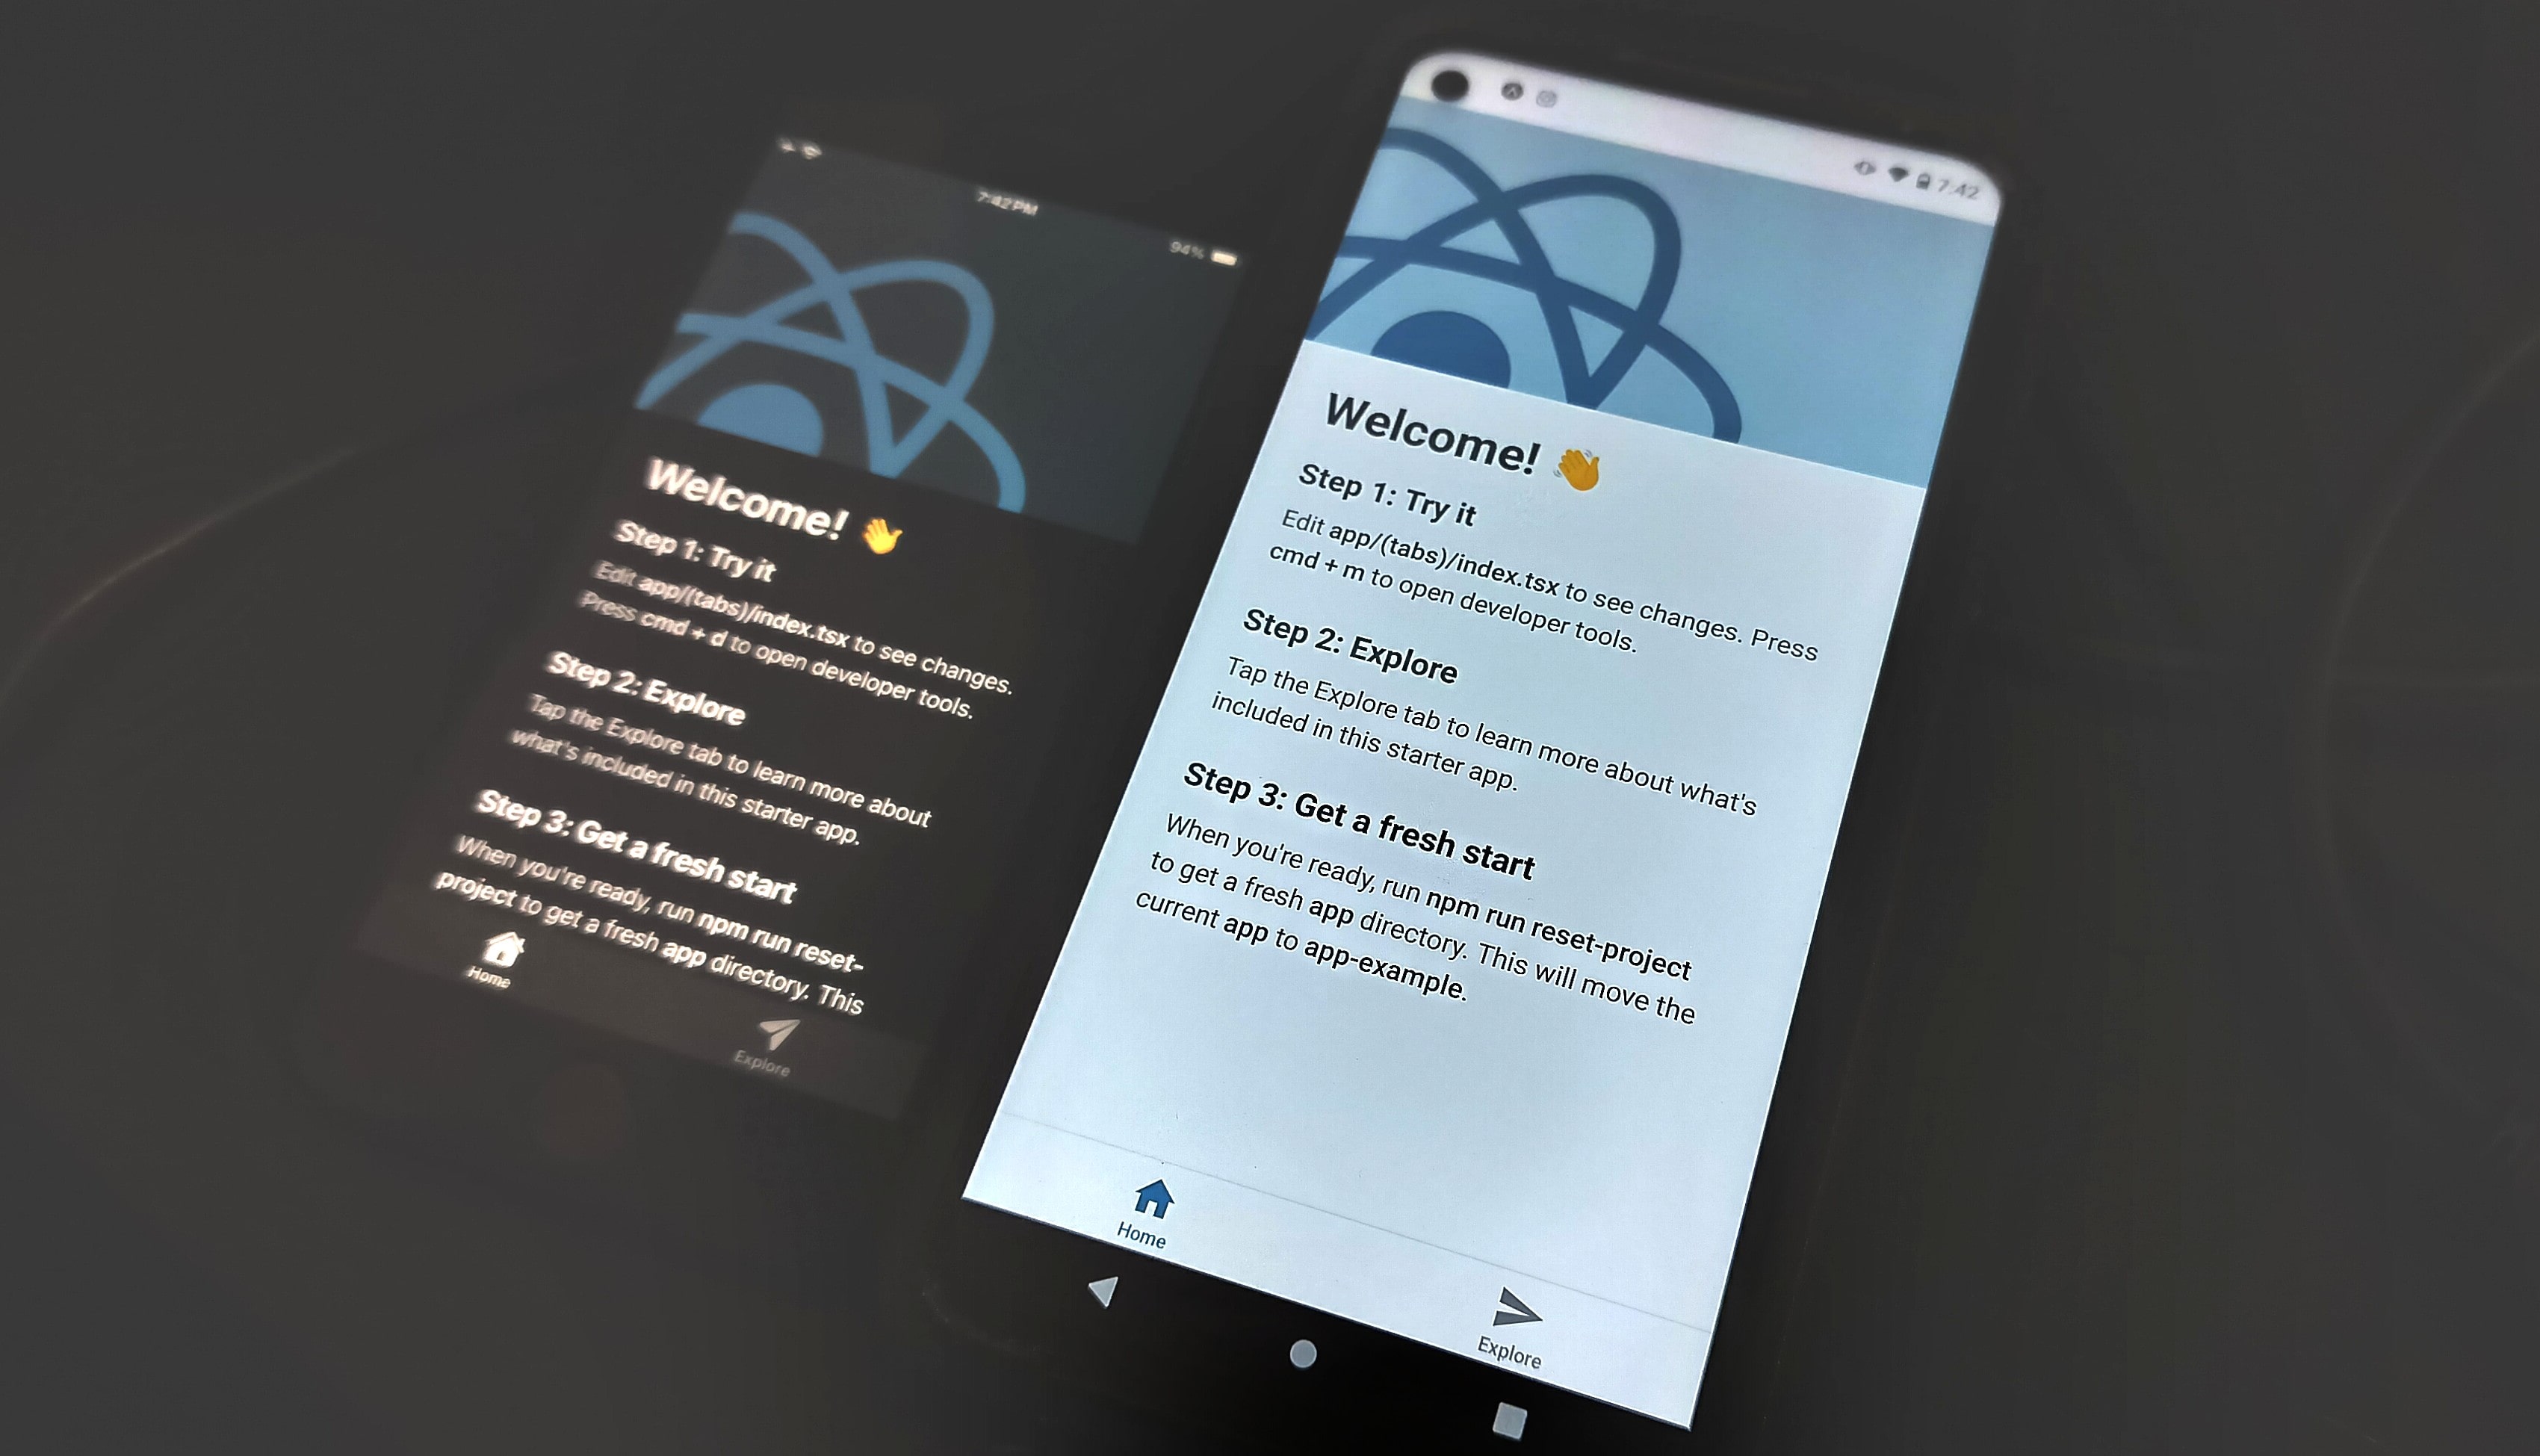 7:42 PM
94%
Welcome! 👋
Step 1: Try it
Edit app/(tabs)/index.tsx to see changes.
Press cmd + d to open developer tools.
Step 2: Explore
Tap the Explore tab to learn more about
what's included in this starter app.
Step 3: Get a fresh start
When you're ready, run npm run reset-
project to get a fresh app directory. This
Home
Explore
7:42
Welcome! 👋
Step 1: Try it
Edit app/(tabs)/index.tsx to see changes. Press
cmd + m to open developer tools.
Step 2: Explore
Tap the Explore tab to learn more about what's
included in this starter app.
Step 3: Get a fresh start
When you're ready, run npm run reset-project
to get a fresh app directory. This will move the
current app to app-example.
Home
Explore